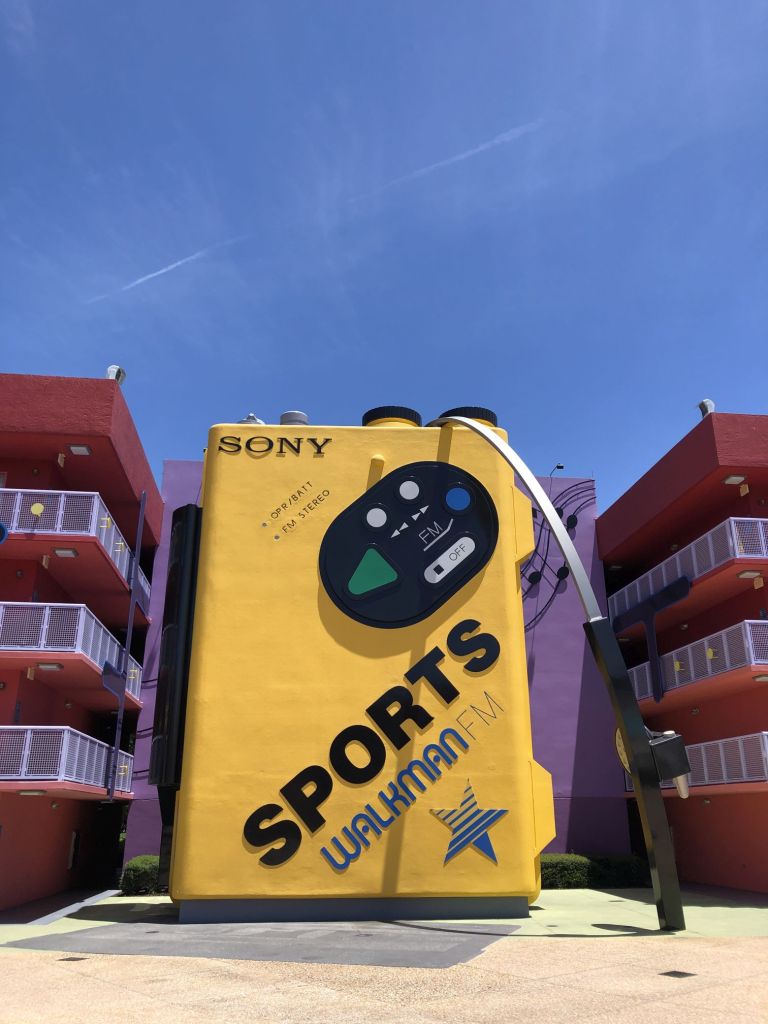 SONY
OPR/BATT
FM STEREO
FM
OFF
SPORTS
WALKMAN FM